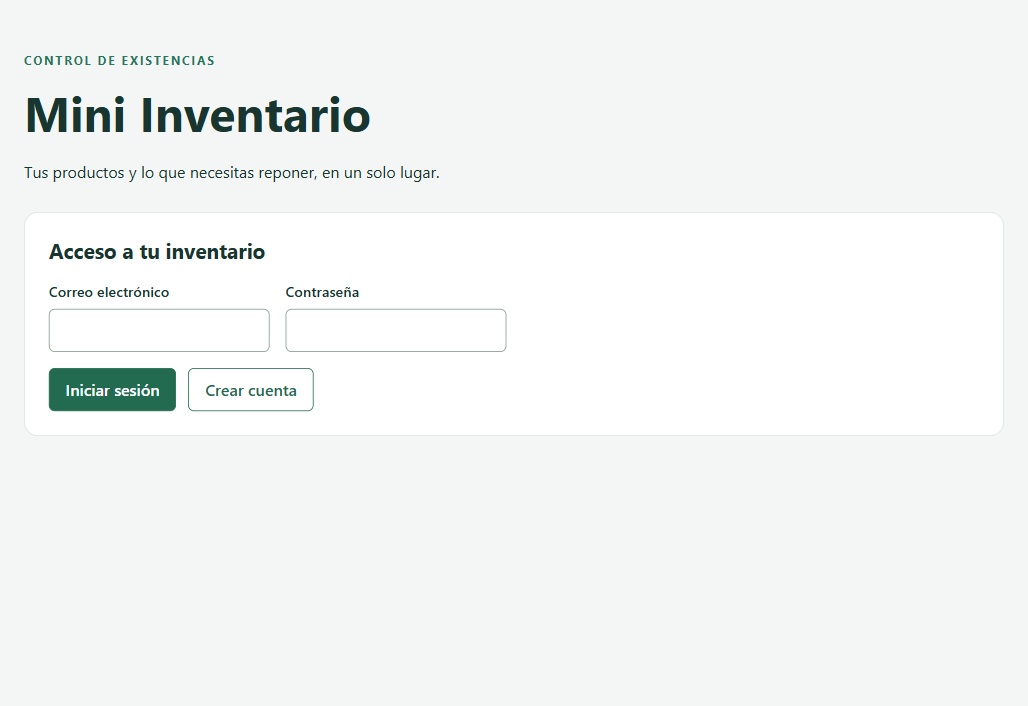 CONTROL DE EXISTENCIAS
Mini Inventario
Tus productos y lo que necesitas reponer, en un solo lugar.
Acceso a tu inventario
Correo electrónico
Contraseña
Iniciar sesión
Crear cuenta